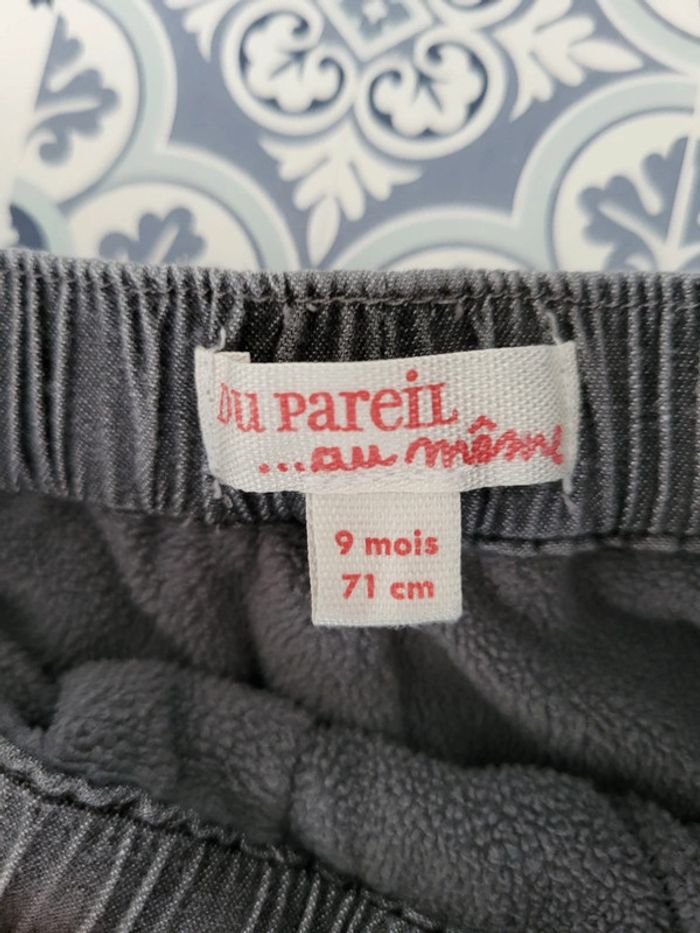 Du Pareil
...au même
9 mois
71 cm